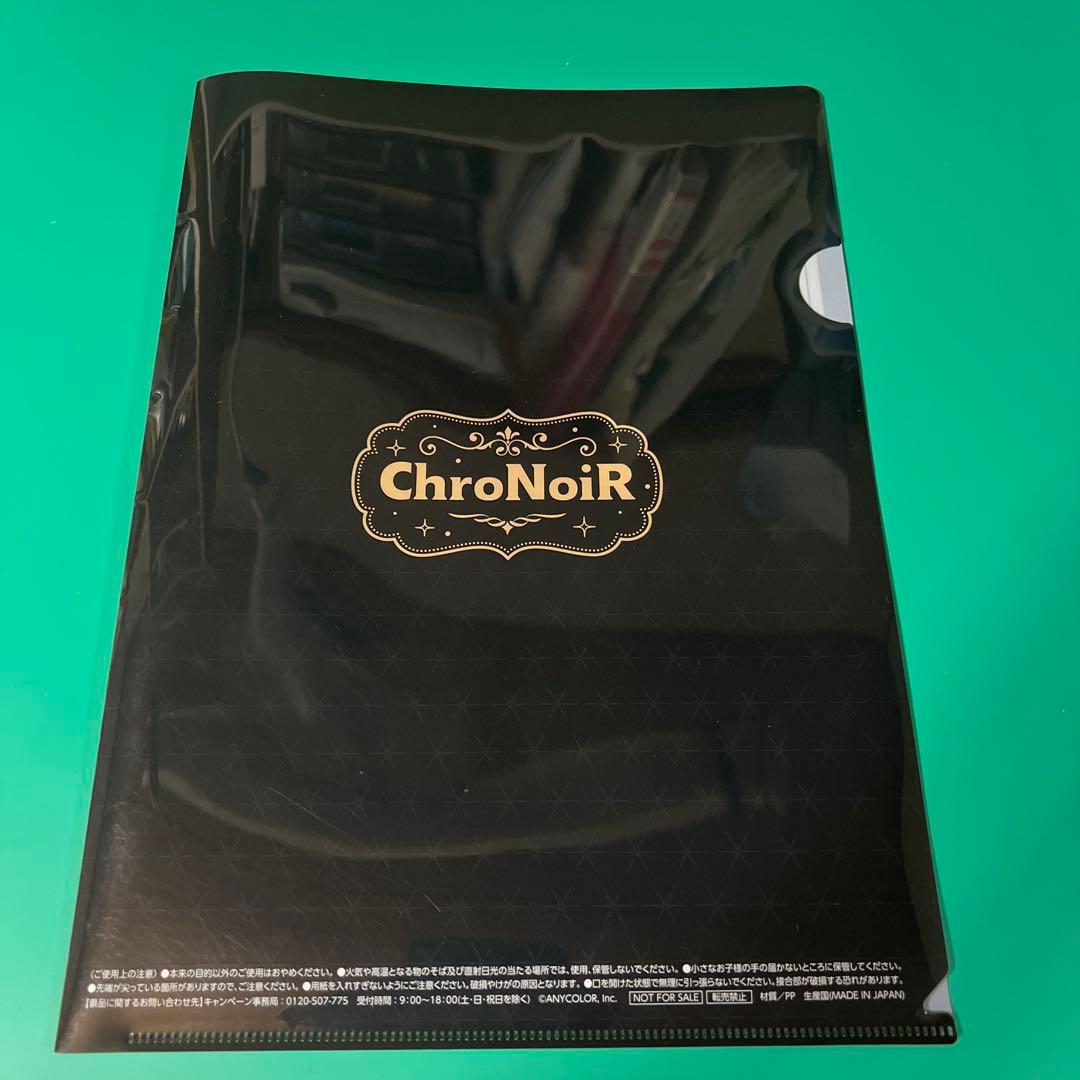 ChroNoiR
〈ご使用上の注意〉●本来の目的以外のご使用はおやめください。●火気や高温となる物のそば及び直射日光の当たる場所では、使用、保管しないでください。●小さなお子様の手の届かないところに保管してください。
●先端が尖っている箇所がありますので、ご注意ください。●用紙を入れすぎないようにご注意ください。破損やけがの原因となります。●口を開けた状態で無理に引っ張らないでください。接合部が破損する恐れがあります。
【景品に関するお問い合わせ先】キャンペーン事務局：0120-507-775 受付時間：9:00〜18:00(土・日・祝日を除く) ©ANYCOLOR, Inc. NOT FOR SALE 転売禁止 材質／PP 生産国(MADE IN JAPAN)